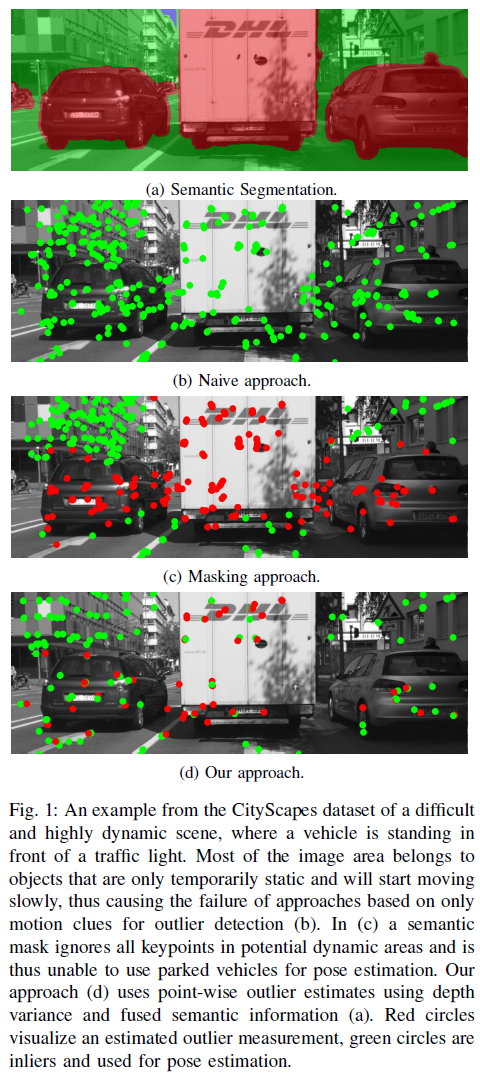 DHL
(a) Semantic Segmentation.
DHL
(b) Naive approach.
DHL
(c) Masking approach.
DHL
(d) Our approach.
Fig. 1: An example from the CityScapes dataset of a difficult
and highly dynamic scene, where a vehicle is standing in
front of a traffic light. Most of the image area belongs to
objects that are only temporarily static and will start moving
slowly, thus causing the failure of approaches based on only
motion clues for outlier detection (b). In (c) a semantic
mask ignores all keypoints in potential dynamic areas and is
thus unable to use parked vehicles for pose estimation. Our
approach (d) uses point-wise outlier estimates using depth
variance and fused semantic information (a). Red circles
visualize an estimated outlier measurement, green circles are
inliers and used for pose estimation.